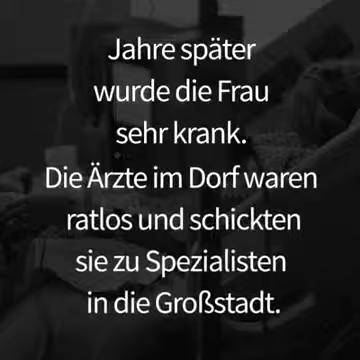 Jahre später
wurde die Frau
sehr krank.
Die Ärzte im Dorf waren
ratlos und schickten
sie zu Spezialisten
in die Großstadt.